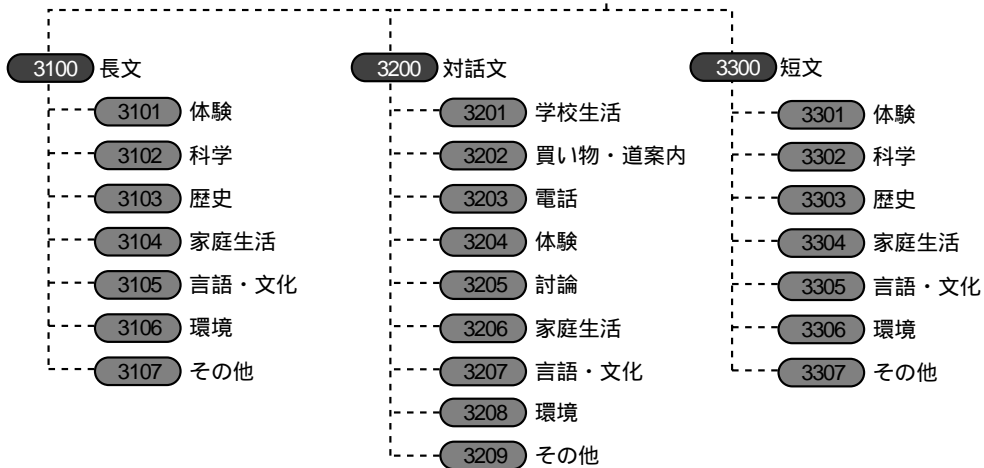 3100 長文
3101 体験
3102 科学
3103 歴史
3104 家庭生活
3105 言語・文化
3106 環境
3107 その他
3200 対話文
3201 学校生活
3202 買い物・道案内
3203 電話
3204 体験
3205 討論
3206 家庭生活
3207 言語・文化
3208 環境
3209 その他
3300 短文
3301 体験
3302 科学
3303 歴史
3304 家庭生活
3305 言語・文化
3306 環境
3307 その他